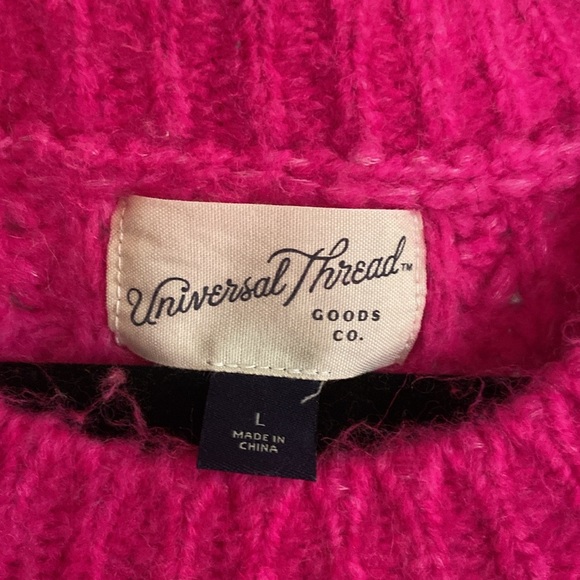 Universal Thread™
GOODS
CO.
L
MADE IN
CHINA